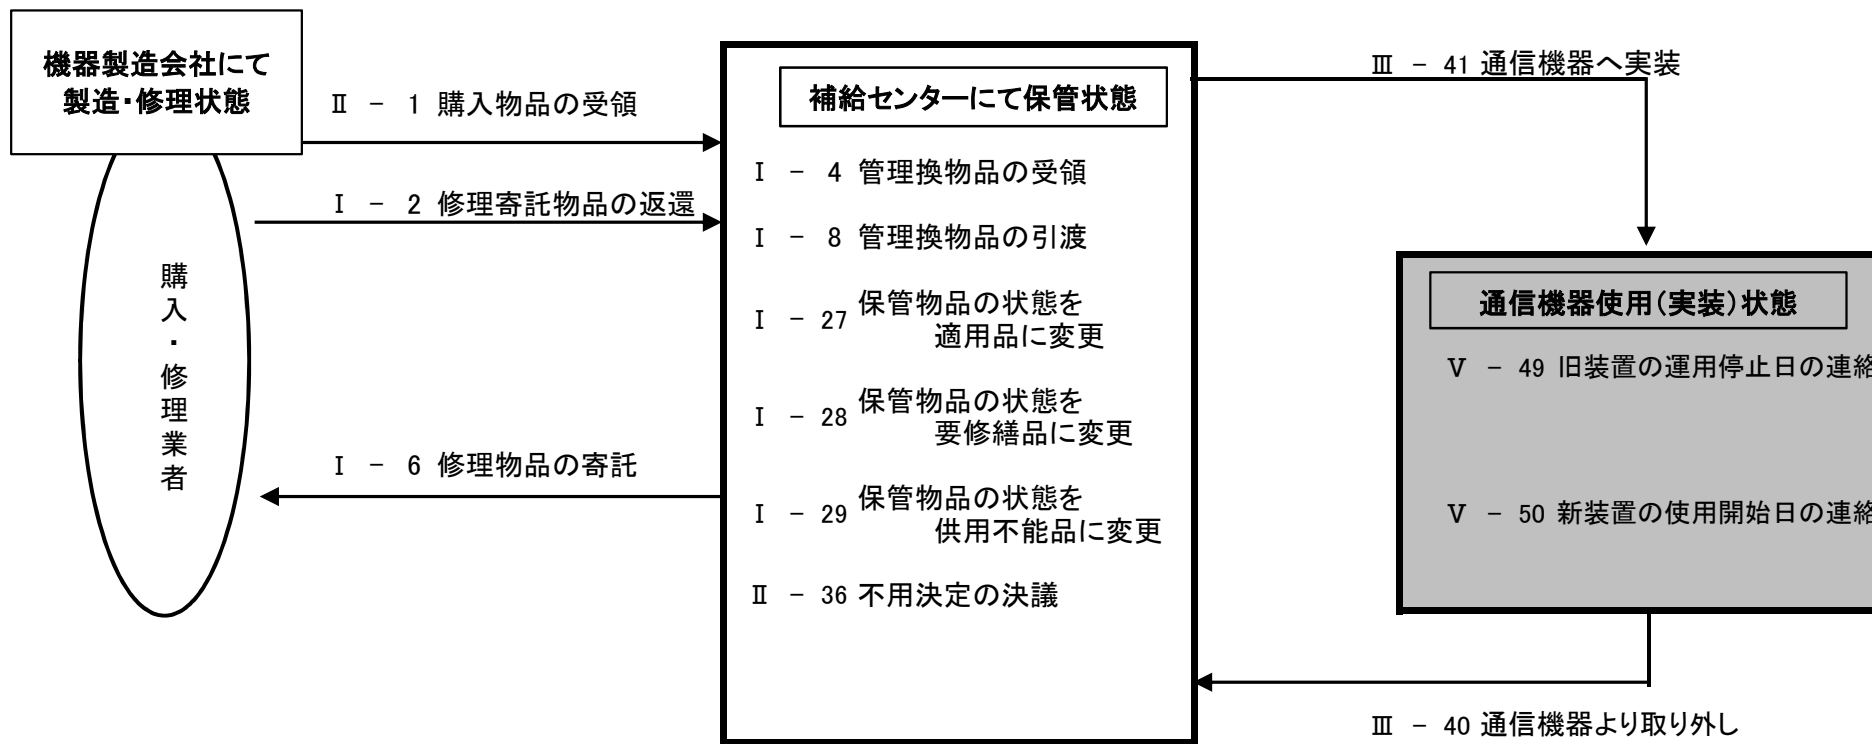 機器製造会社にて
製造・修理状態
購入・修理業者
Ⅱ － 1 購入物品の受領
Ⅰ － 2 修理寄託物品の返還
Ⅰ － 6 修理物品の寄託
補給センターにて保管状態
Ⅰ － 4 管理換物品の受領
Ⅰ － 8 管理換物品の引渡
Ⅰ － 27 保管物品の状態を
適用品に変更
Ⅰ － 28 保管物品の状態を
要修繕品に変更
Ⅰ － 29 保管物品の状態を
供用不能品に変更
Ⅱ － 36 不用決定の決議
Ⅲ － 41 通信機器へ実装
通信機器使用(実装)状態
Ⅴ － 49 旧装置の運用停止日の連絡
Ⅴ － 50 新装置の使用開始日の連絡
Ⅲ － 40 通信機器より取り外し